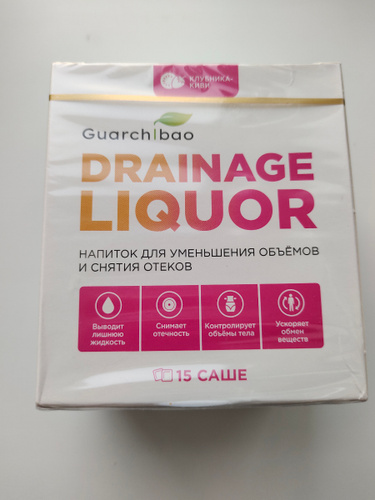 КЛУБНИКА-
КИВИ
Guarchibao
DRAINAGE
LIQUOR
НАПИТОК ДЛЯ УМЕНЬШЕНИЯ ОБЪЁМОВ
И СНЯТИЯ ОТЕКОВ
Выводит
лишнюю
жидкость
Снимает
отечность
Контролирует
объёмы тела
Ускоряет
обмен
веществ
15 САШЕ